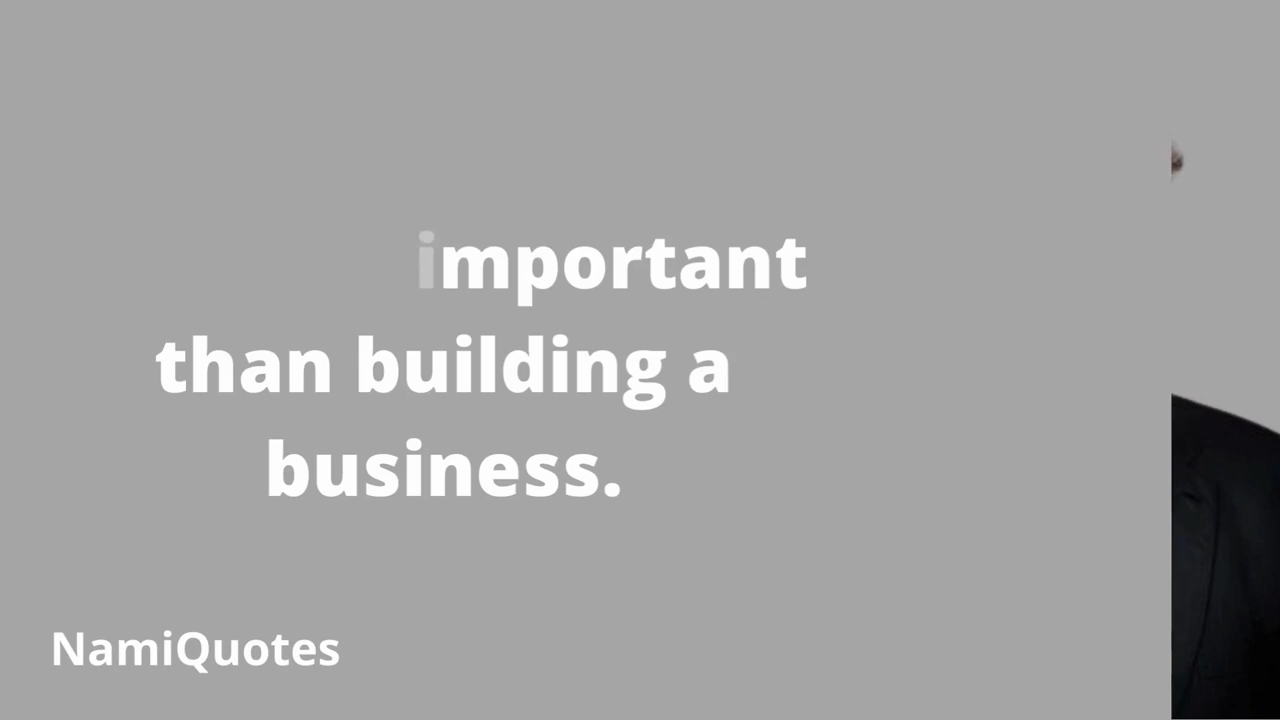 important
than building a
business.
NamiQuotes